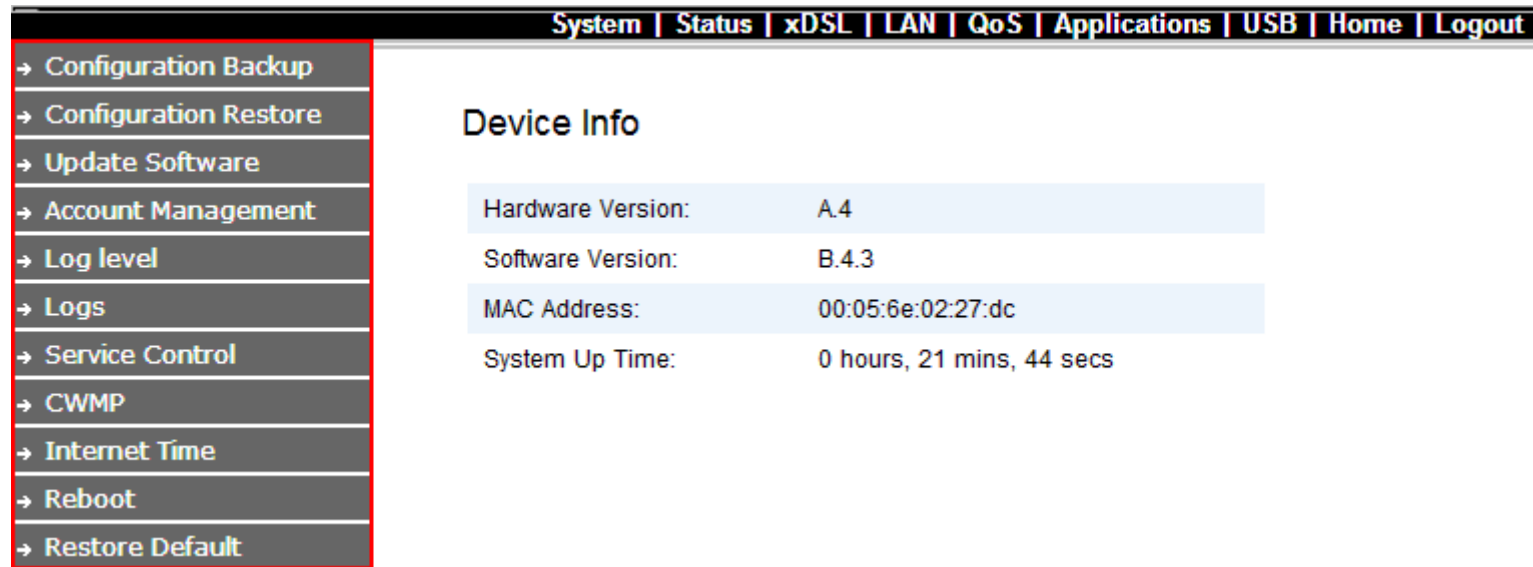 System | Status | xDSL | LAN | QoS | Applications | USB | Home | Logout
→ Configuration Backup
→ Configuration Restore
→ Update Software
→ Account Management
→ Log level
→ Logs
→ Service Control
→ CWMP
→ Internet Time
→ Reboot
→ Restore Default
Device Info
Hardware Version: A.4
Software Version: B.4.3
MAC Address: 00:05:6e:02:27:dc
System Up Time: 0 hours, 21 mins, 44 secs